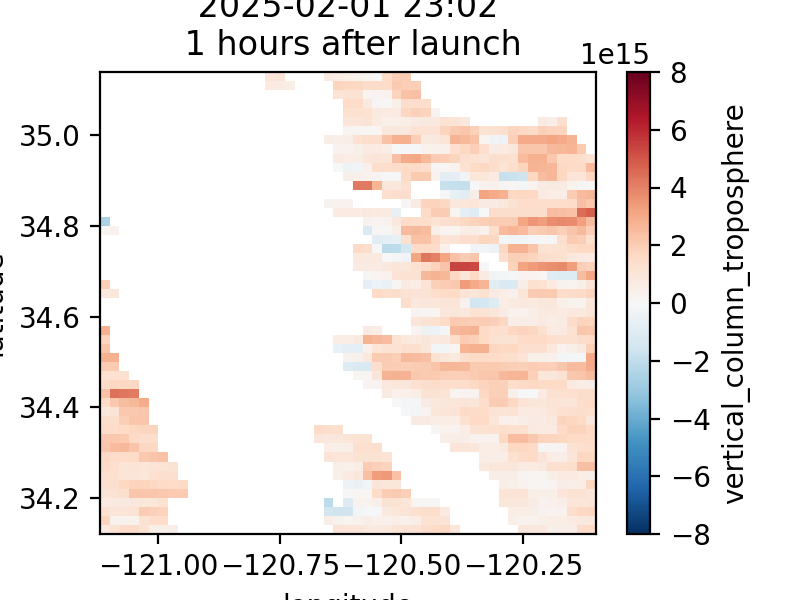 2025-02-01 23:02
1 hours after launch
1e15
8
6
4
2
0
−2
−4
−6
−8
vertical_column_troposphere
35.0
34.8
34.6
34.4
34.2
latitude
−121.00 −120.75 −120.50 −120.25
longitude